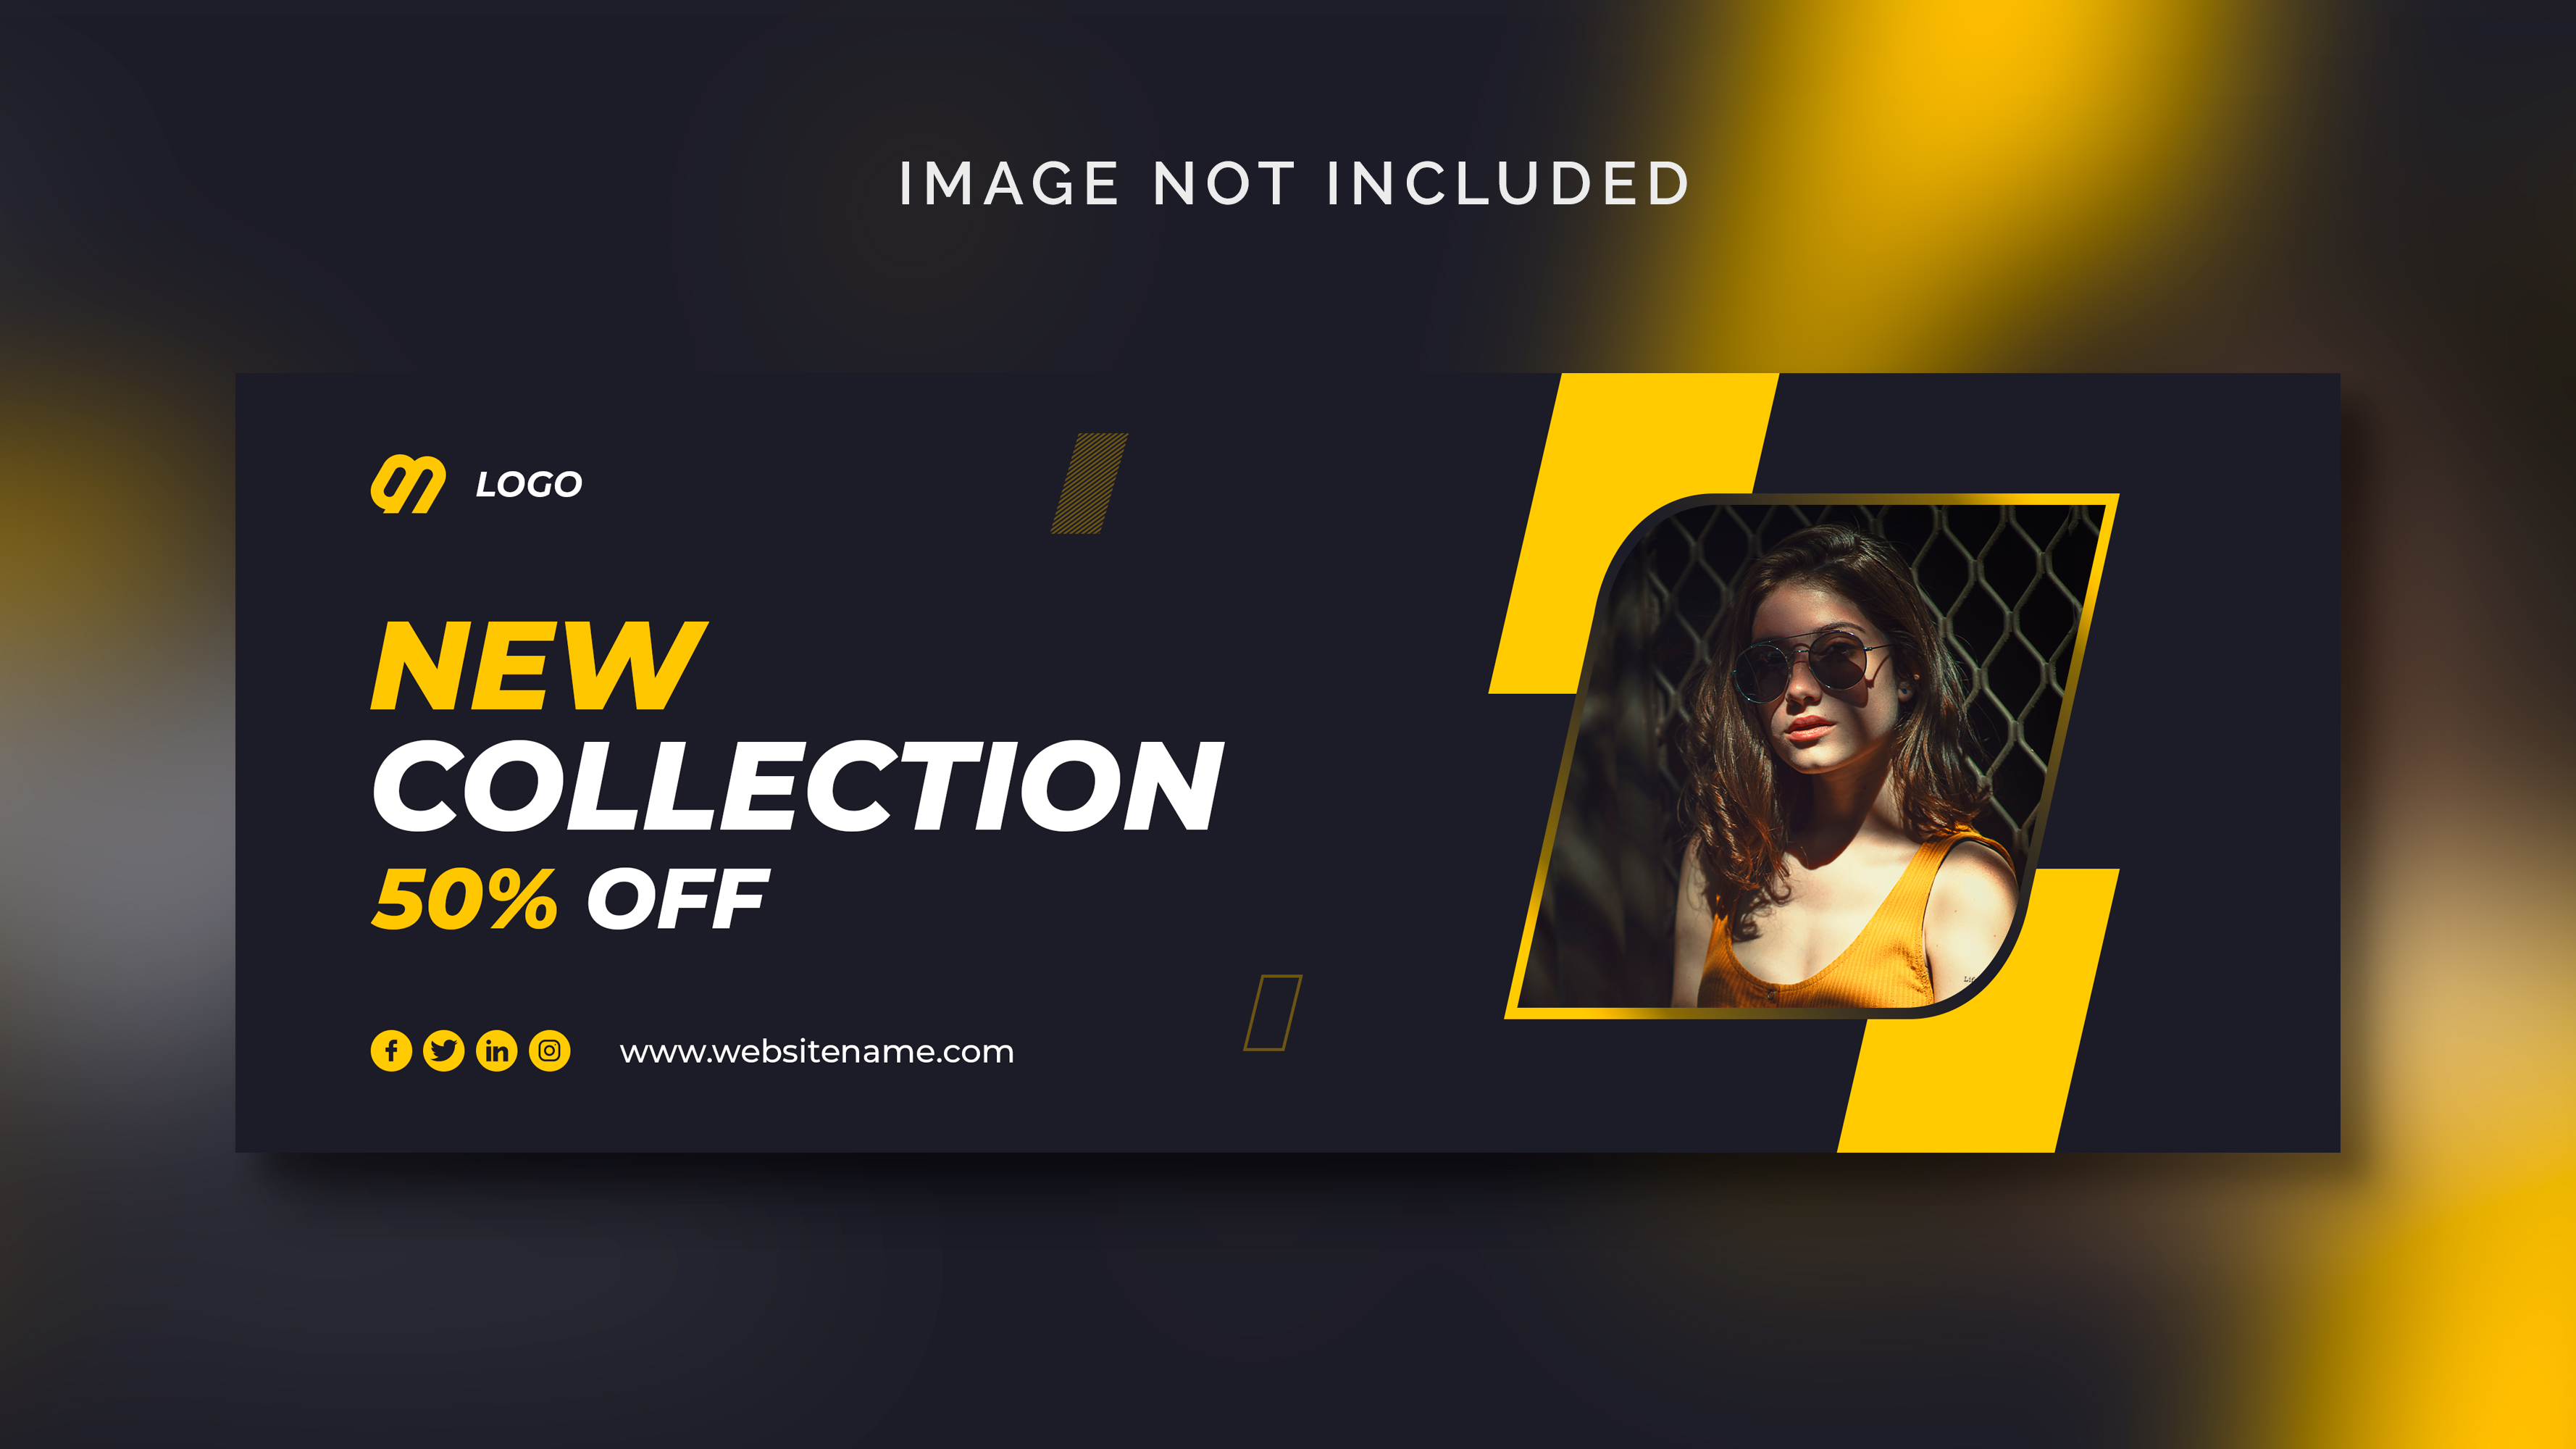 IMAGE NOT INCLUDED
LOGO
NEW
COLLECTION
50% OFF
www.websitename.com